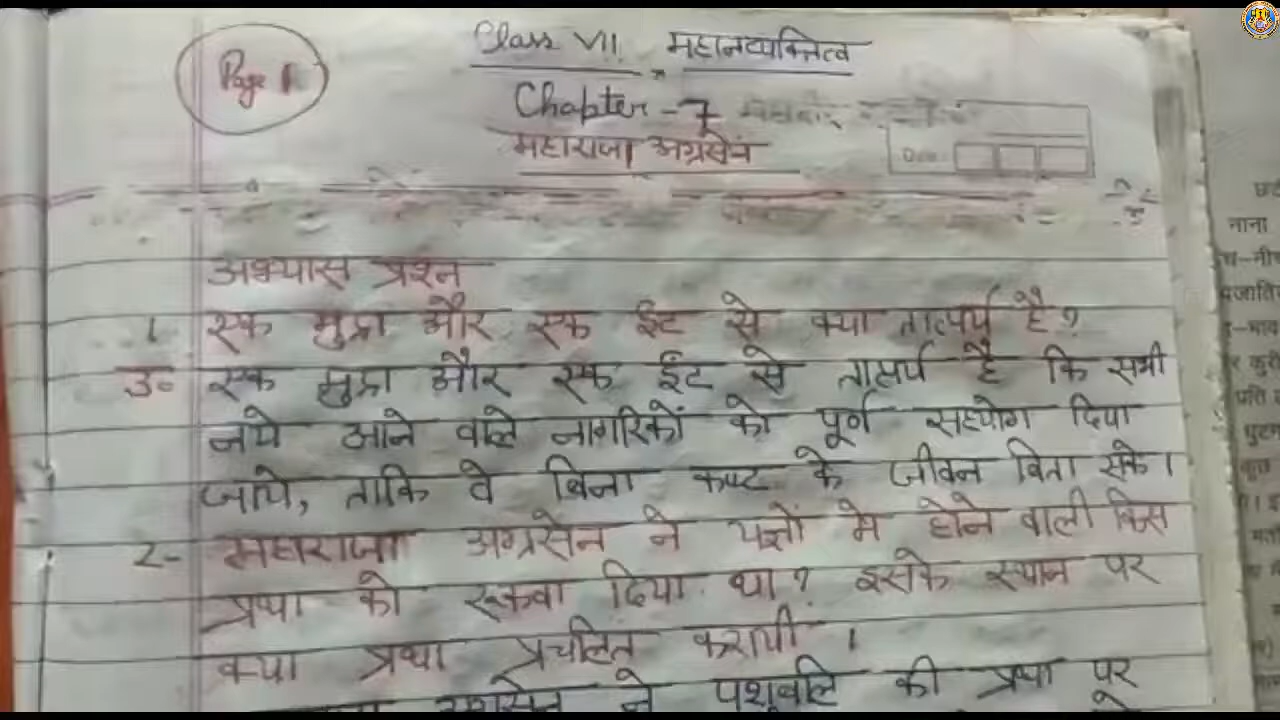 Page 1
Class VII महानव्यक्तित्व
Chapter - 7
महाराजा अग्रसेन
Date
अभ्यास प्रश्न
1 एक मुद्रा और एक ईंट से क्या तात्पर्य है?
उ० एक मुद्रा और एक ईंट से तात्पर्य है कि सभी
नये आने वाले नागरिकों को पूर्ण सहयोग दिया
जाये, ताकि वे बिना कष्ट के जीवन बिता सके।
2- महाराजा अग्रसेन ने यज्ञों मे होने वाली किस
प्रथा को रूकवा दिया था? इसके स्थान पर
क्या प्रथा प्रचलित करायी ।
ने पशुबलि की प्रथा पर
नाना